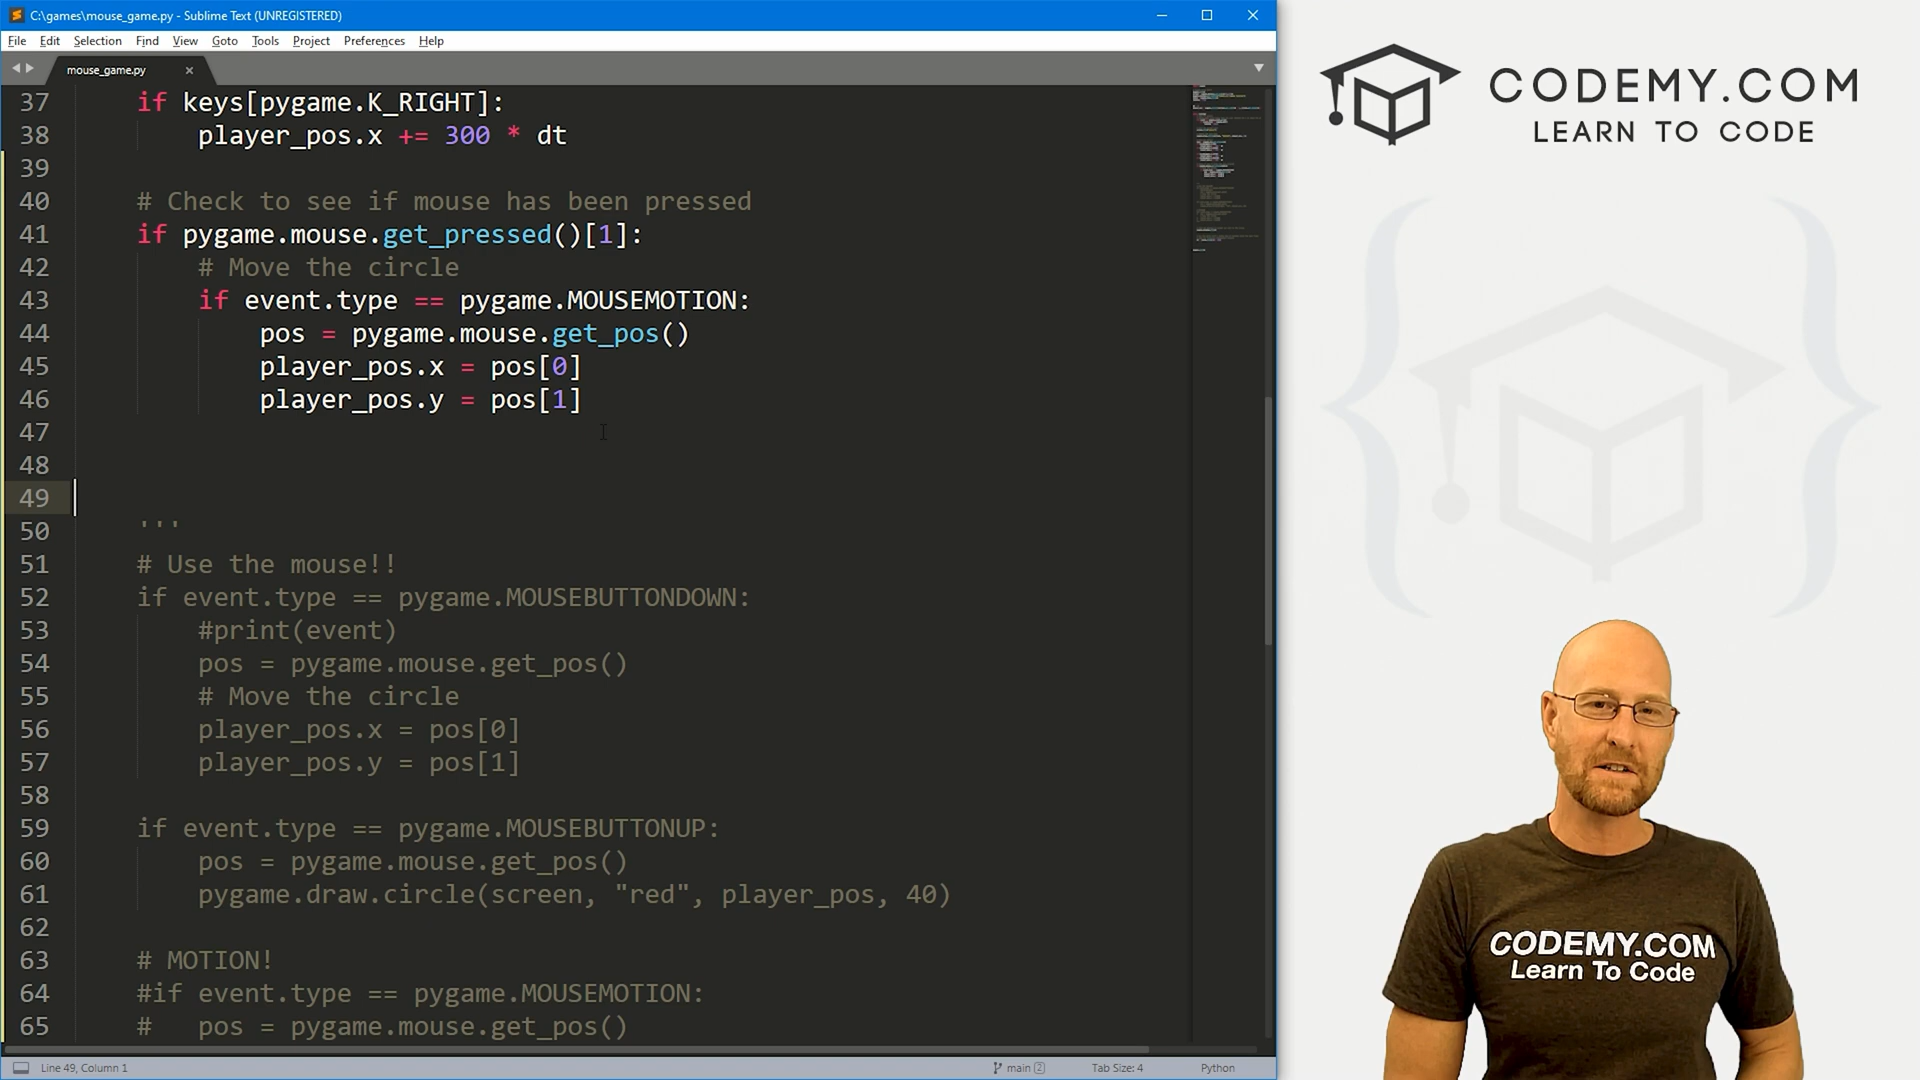 C:\games\mouse_game.py - Sublime Text (UNREGISTERED)
File Edit Selection Find View Goto Tools Project Preferences Help
mouse_game.py
37 if keys[pygame.K_RIGHT]:
38 player_pos.x += 300 * dt
39
40 # Check to see if mouse has been pressed
41 if pygame.mouse.get_pressed()[1]:
42 # Move the circle
43 if event.type == pygame.MOUSEMOTION:
44 pos = pygame.mouse.get_pos()
45 player_pos.x = pos[0]
46 player_pos.y = pos[1]
47
48
49
50 '''
51 # Use the mouse!!
52 if event.type == pygame.MOUSEBUTTONDOWN:
53 #print(event)
54 pos = pygame.mouse.get_pos()
55 # Move the circle
56 player_pos.x = pos[0]
57 player_pos.y = pos[1]
58
59 if event.type == pygame.MOUSEBUTTONUP:
60 pos = pygame.mouse.get_pos()
61 pygame.draw.circle(screen, "red", player_pos, 40)
62
63 # MOTION!
64 #if event.type == pygame.MOUSEMOTION:
65 # pos = pygame.mouse.get_pos()
Line 49, Column 1
main 2
Tab Size: 4
Python
CODEMY.COM
LEARN TO CODE
CODEMY.COM
Learn To Code